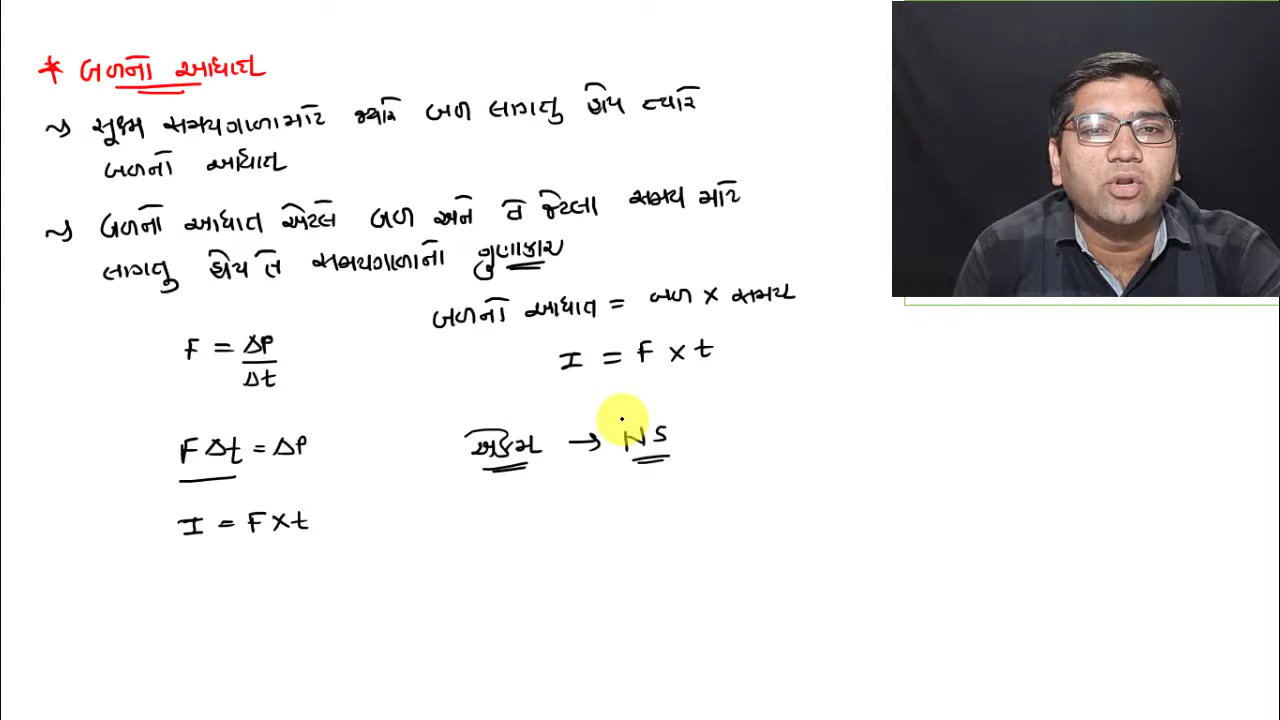 * બળનો આઘાત
~> સૂક્ષ્મ સમયગાળા માટે જ્યારે બળ લાગતુ હોય ત્યારે
બળનો આઘાત
~> બળનો આઘાત એટલે બળ અને તે જેટલા સમય માટે
લાગતુ હોય તે સમયગાળાનો ગુણાકાર
બળનો આઘાત = બળ × સમય
F = ΔP/Δt
I = F × t
FΔt = ΔP
એકમ → NS
I = F×t